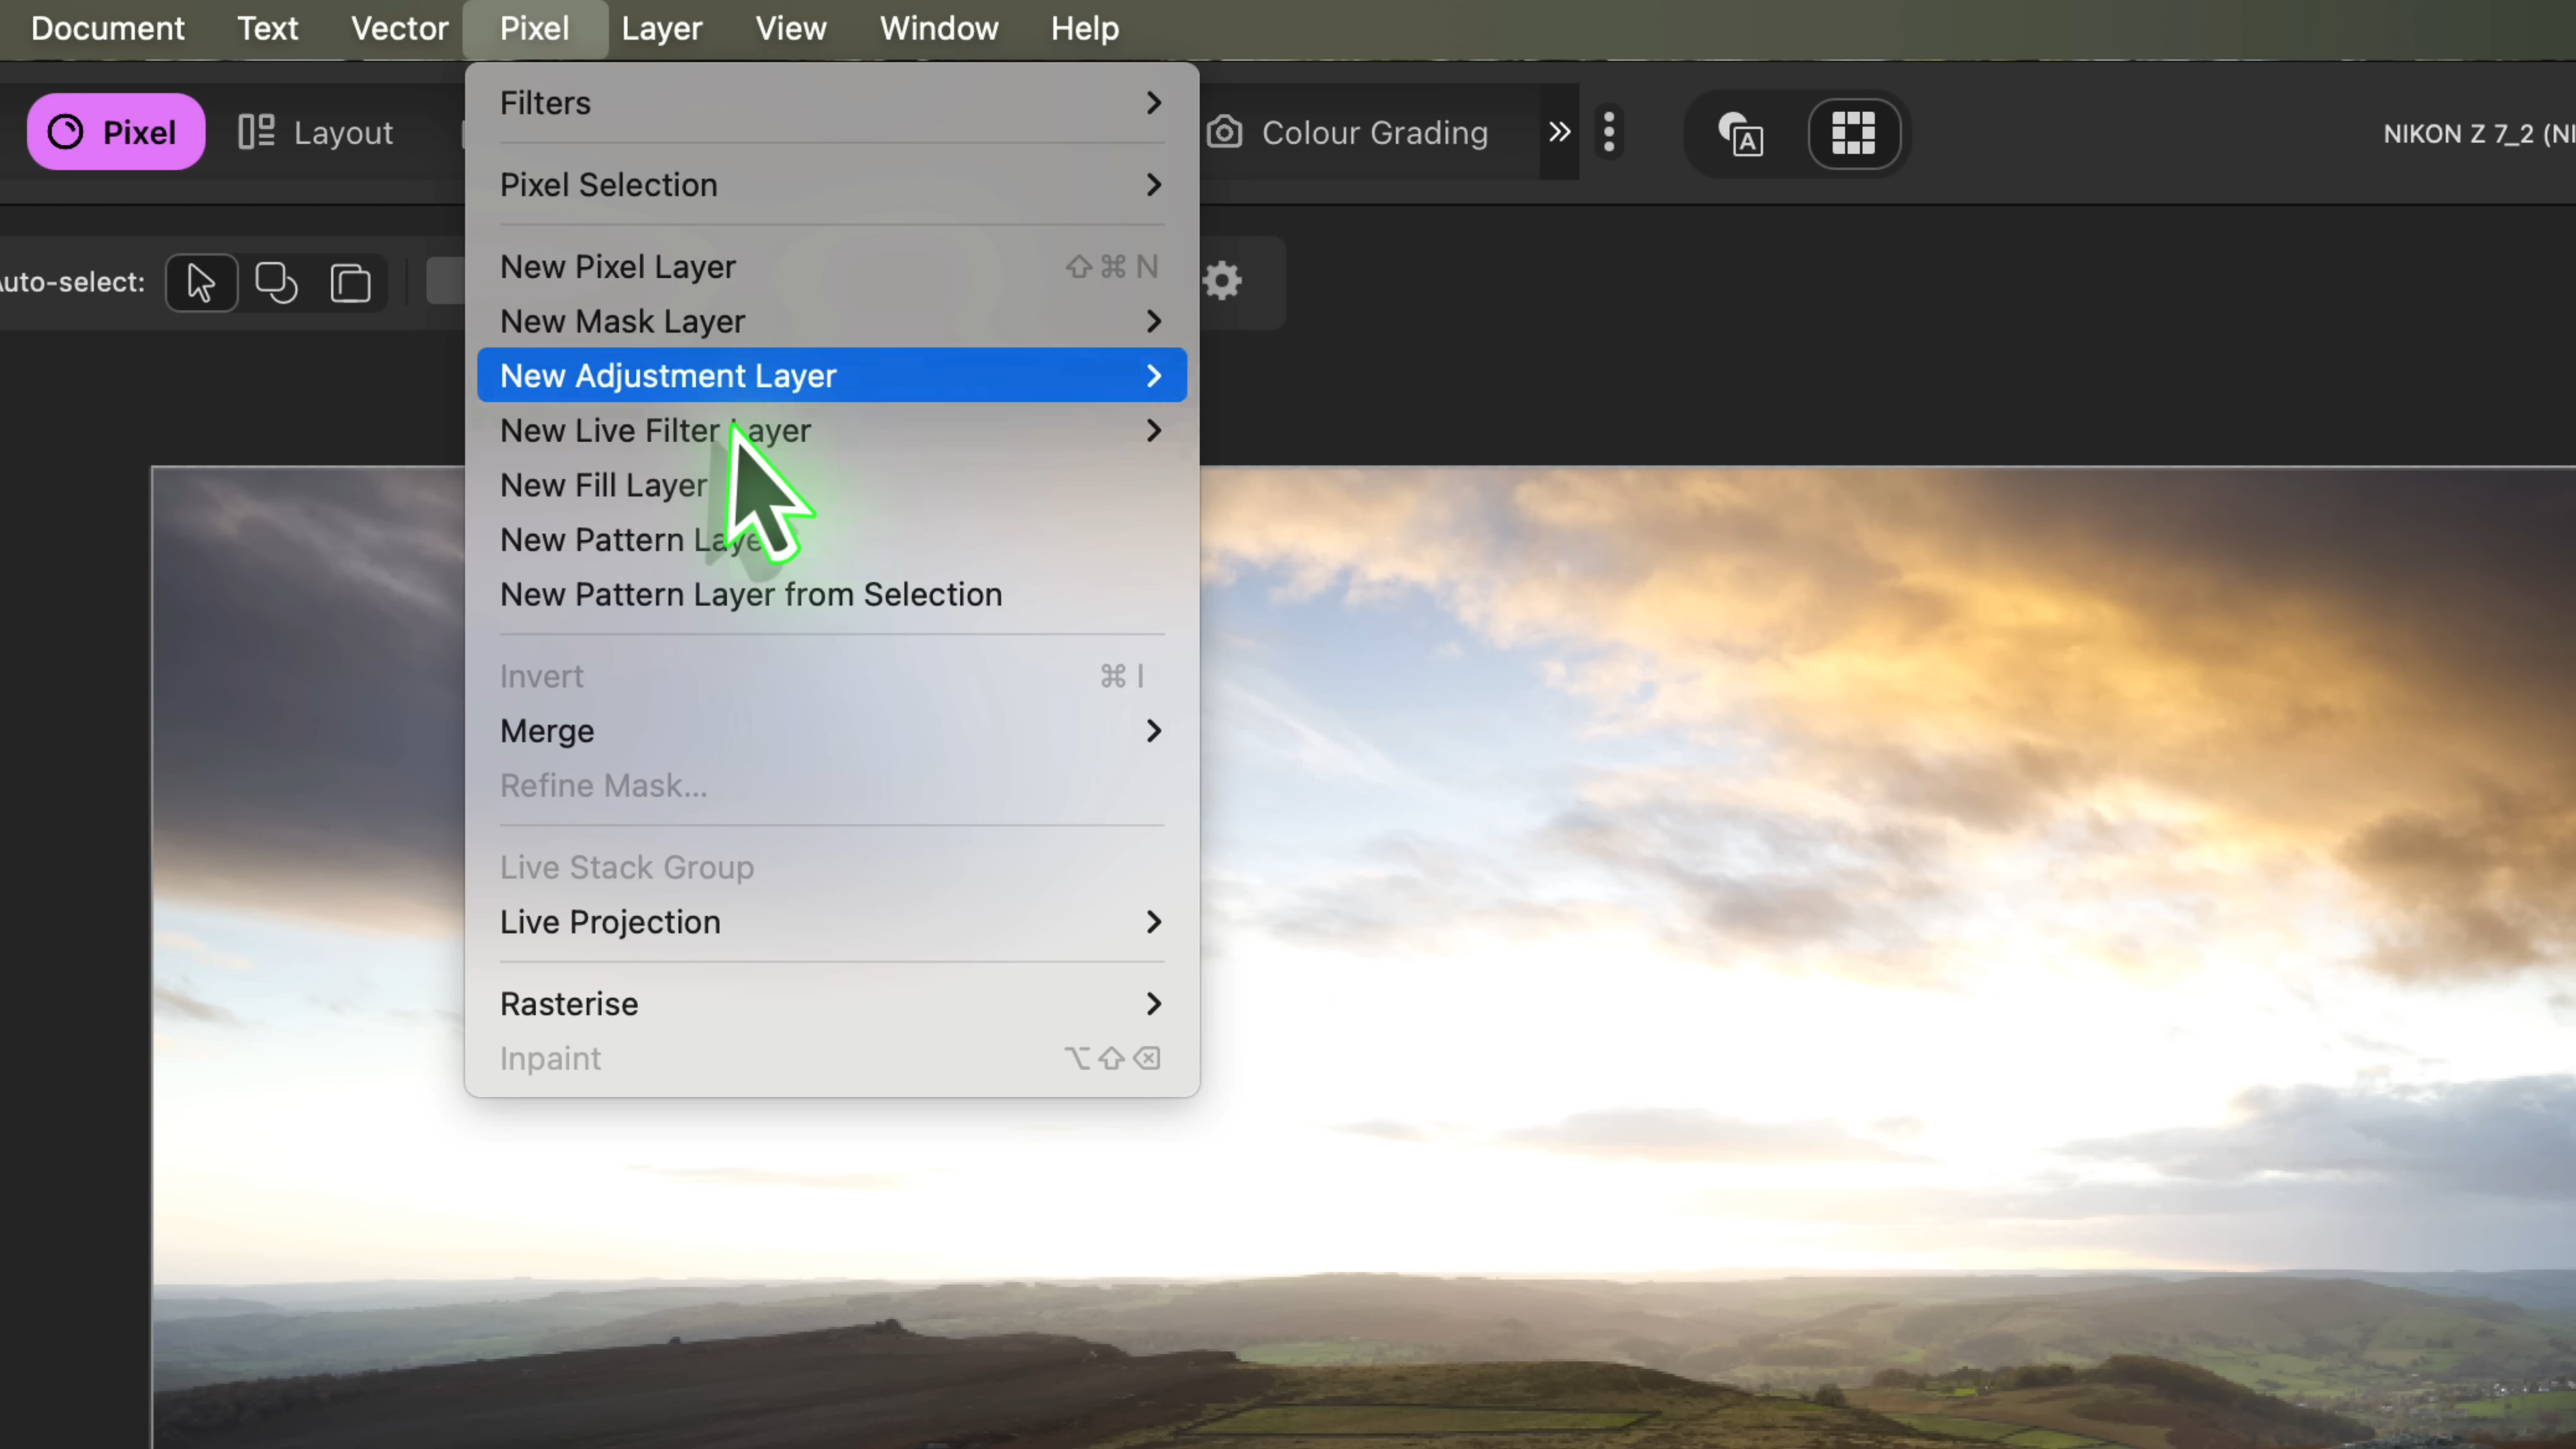 Document Text Vector Pixel Layer View Window Help
Pixel Layout Colour Grading NIKON Z 7_2 (NI
uto-select:
Filters
Pixel Selection
New Pixel Layer ⇧⌘N
New Mask Layer
New Adjustment Layer
New Live Filter Layer
New Fill Layer
New Pattern Laye
New Pattern Layer from Selection
Invert ⌘I
Merge
Refine Mask...
Live Stack Group
Live Projection
Rasterise
Inpaint ⌥⇧⌫